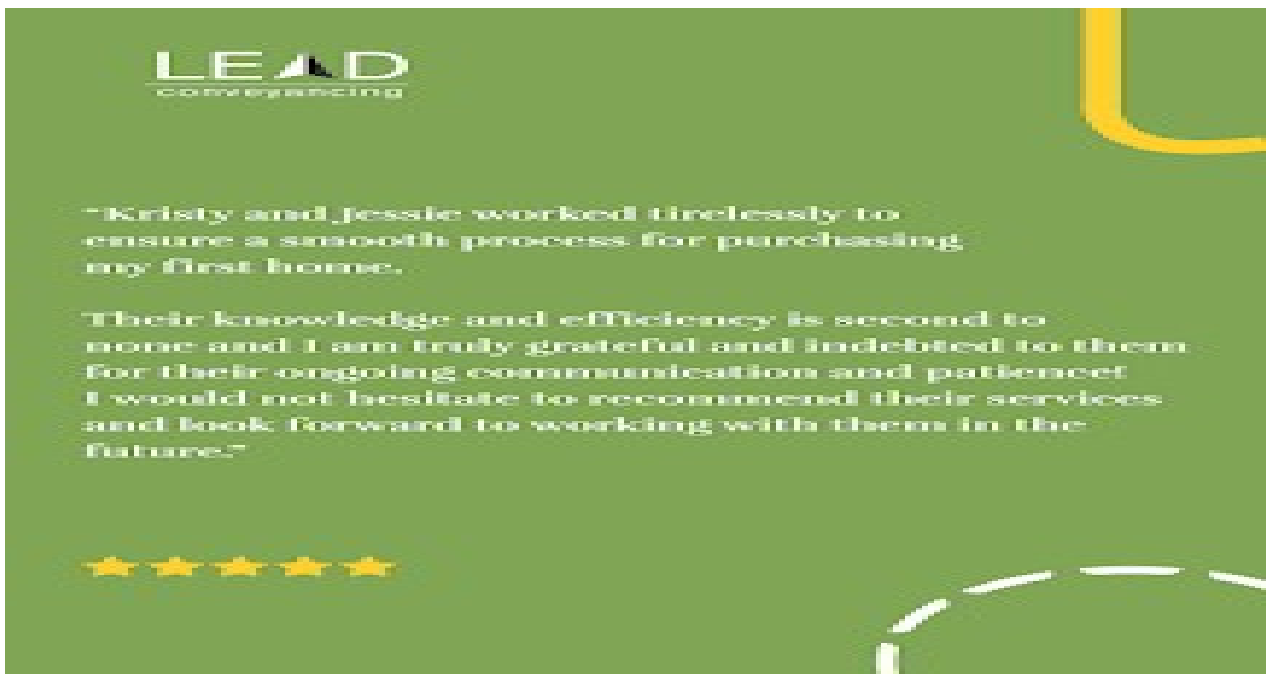 LEAD
conveyancing
"Kristy and Jessie worked tirelessly to
ensure a smooth process for purchasing
my first home.
Their knowledge and efficiency is second to
none and I am truly grateful and indebted to them
for their ongoing communication and patience!
I would not hesitate to recommend their services
and look forward to working with them in the
future."